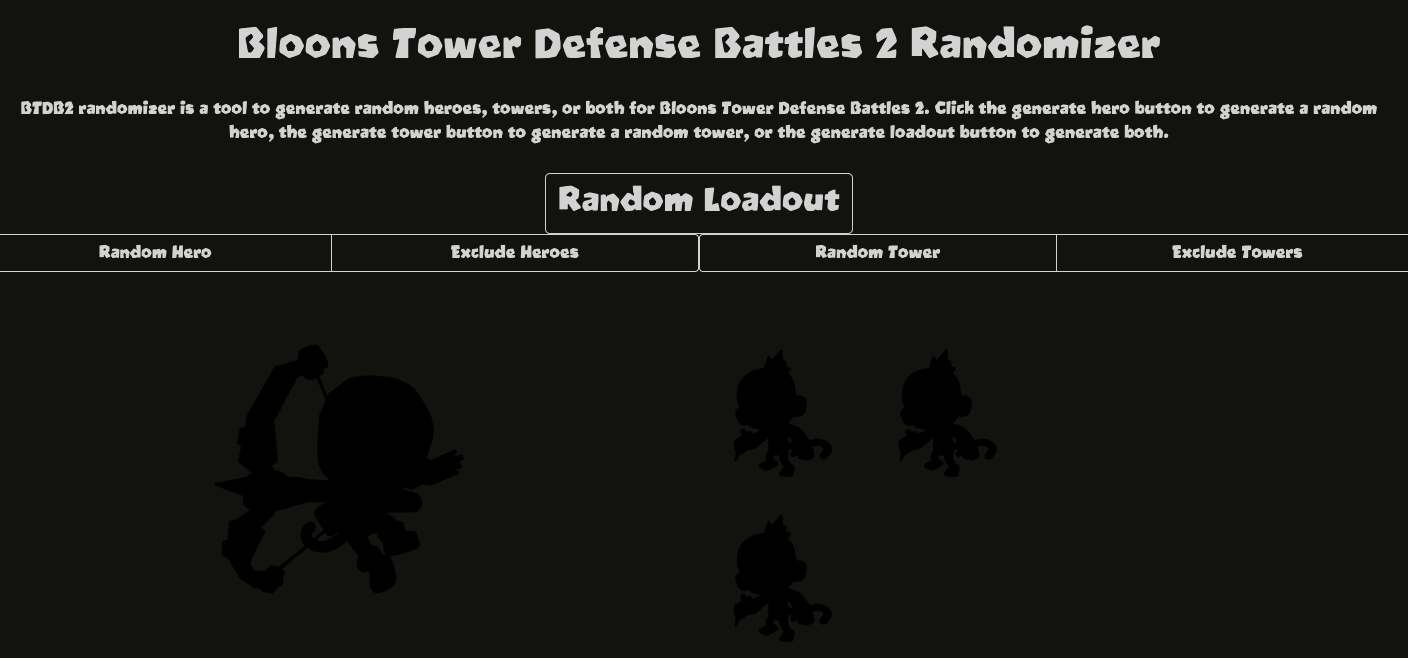 Bloons Tower Defense Battles 2 Randomizer
BTDB2 randomizer is a tool to generate random heroes, towers, or both for Bloons Tower Defense Battles 2. Click the generate hero button to generate a random
hero, the generate tower button to generate a random tower, or the generate loadout button to generate both.
Random Loadout
Random Hero
Exclude Heroes
Random Tower
Exclude Towers